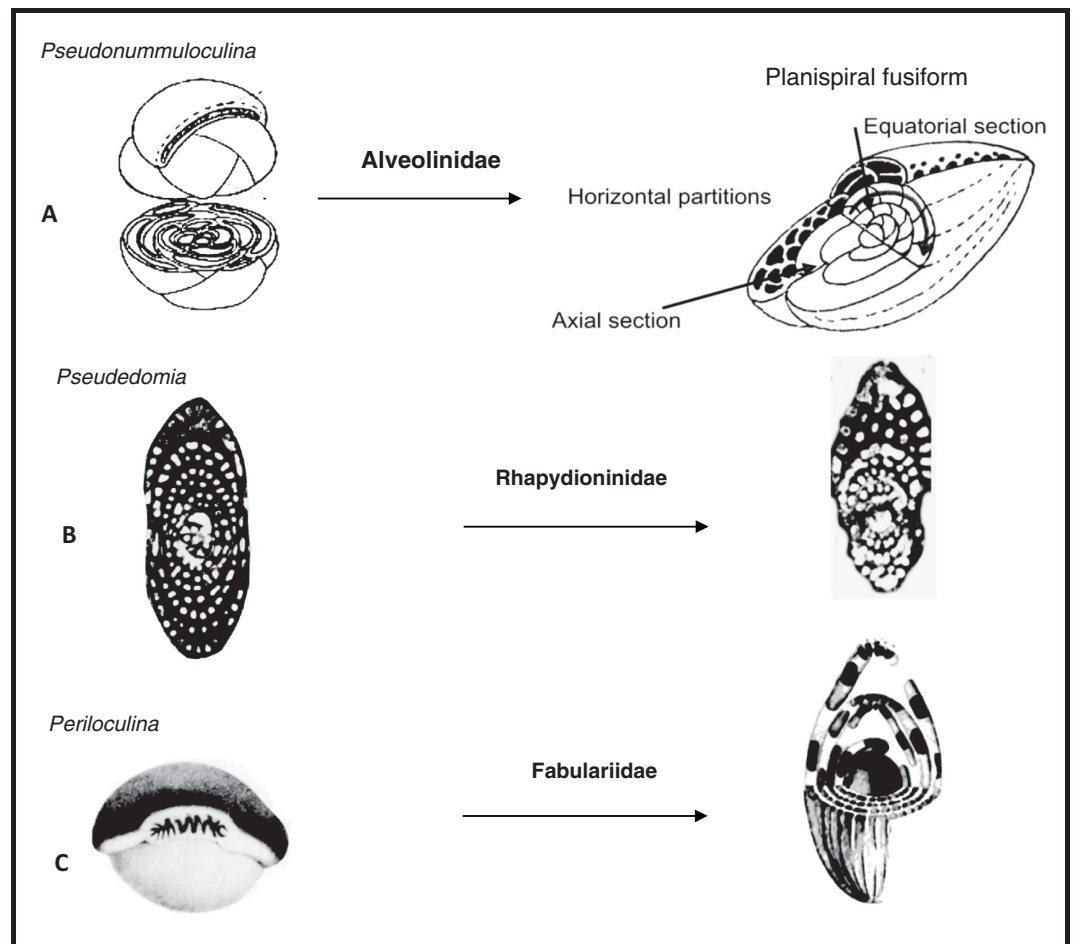 Pseudonummuloculina
Planispiral fusiform
Equatorial section
Alveolinidae
Horizontal partitions
A
Axial section
Pseudedomia
Rhapydioninidae
B
Periloculina
Fabulariidae
C